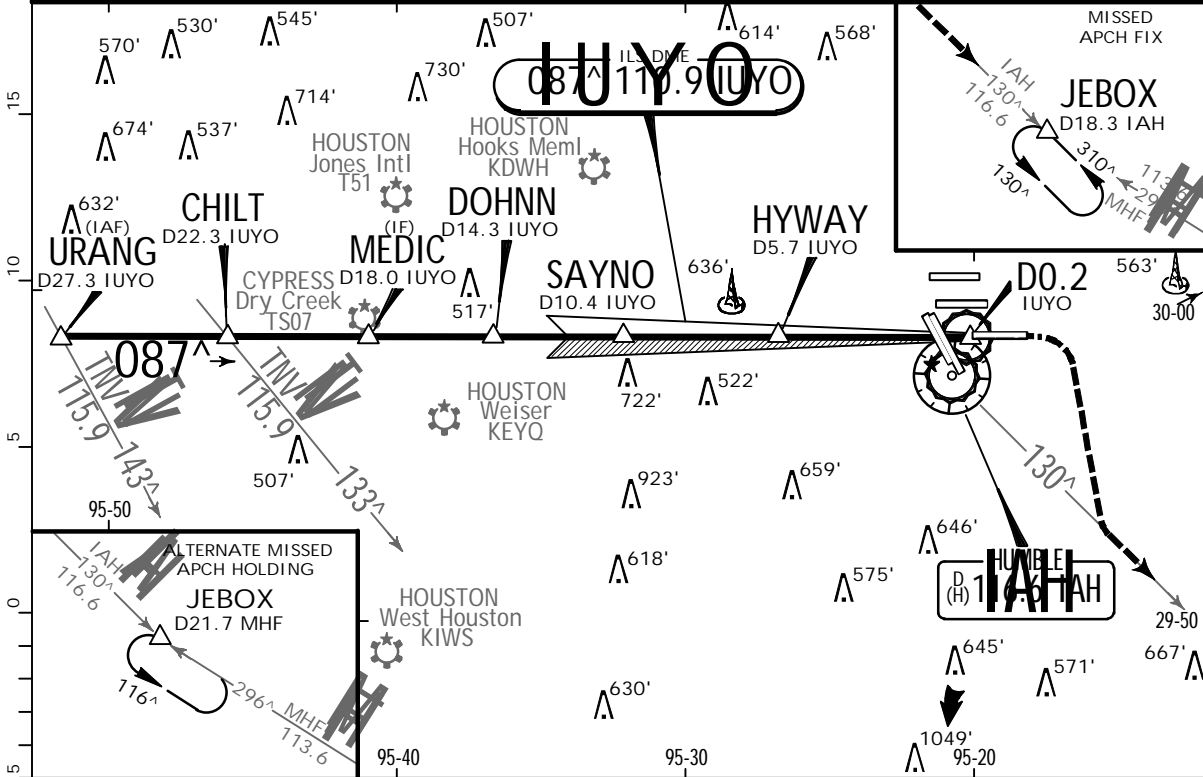 530'
545'
507'
614'
568'
570'
730'
714'
674'
537'
632'
ILS DME
087^ 110.9 IUYO
IUYO
MISSED
APCH FIX
IAH
130^
116.6
JEBOX
D18.3 IAH
310^
130^
MHF
15
HOUSTON
Jones Intl
T51
HOUSTON
Hooks Meml
KDWH
(IAF)
URANG
D27.3 IUYO
CHILT
D22.3 IUYO
(IF)
MEDIC
D18.0 IUYO
DOHNN
D14.3 IUYO
SAYNO
D10.4 IUYO
HYWAY
D5.7 IUYO
D0.2
IUYO
10
CYPRESS
Dry Creek
TS07
517'
636'
563'
30-00
087^
TNV
115.9
143^
TNV
115.9
133^
722'
522'
HOUSTON
Weiser
KEYQ
5
507'
95-50
923'
659'
130^
646'
618'
575'
HUMBLE
D
(H)
116.6 IAH
IAH
29-50
0
ALTERNATE MISSED
APCH HOLDING
IAH
130^
116.6
JEBOX
D21.7 MHF
116^
296^ MHF
113.6
HOUSTON
West Houston
KIWS
645'
571'
667'
630'
1049'
5
95-40
95-30
95-20